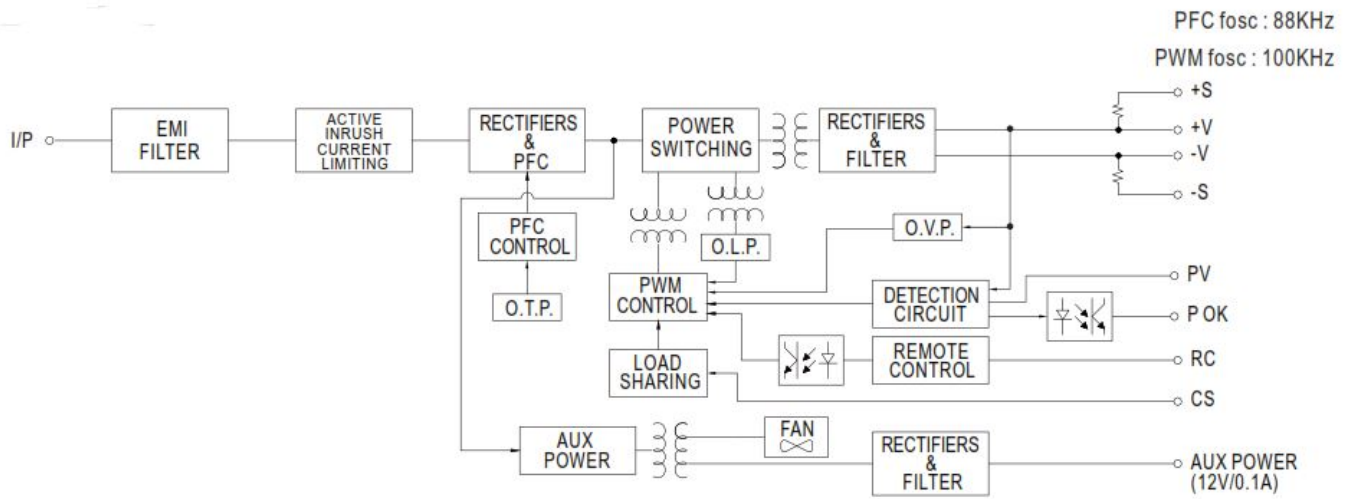 PFC fosc : 88KHz
PWM fosc : 100KHz
I/P
EMI
FILTER
ACTIVE
INRUSH
CURRENT
LIMITING
RECTIFIERS
&
PFC
POWER
SWITCHING
RECTIFIERS
&
FILTER
+S
+V
-V
-S
PFC
CONTROL
O.T.P.
O.L.P.
O.V.P.
PWM
CONTROL
DETECTION
CIRCUIT
PV
P OK
LOAD
SHARING
REMOTE
CONTROL
RC
CS
AUX
POWER
FAN
RECTIFIERS
&
FILTER
AUX POWER
(12V/0.1A)